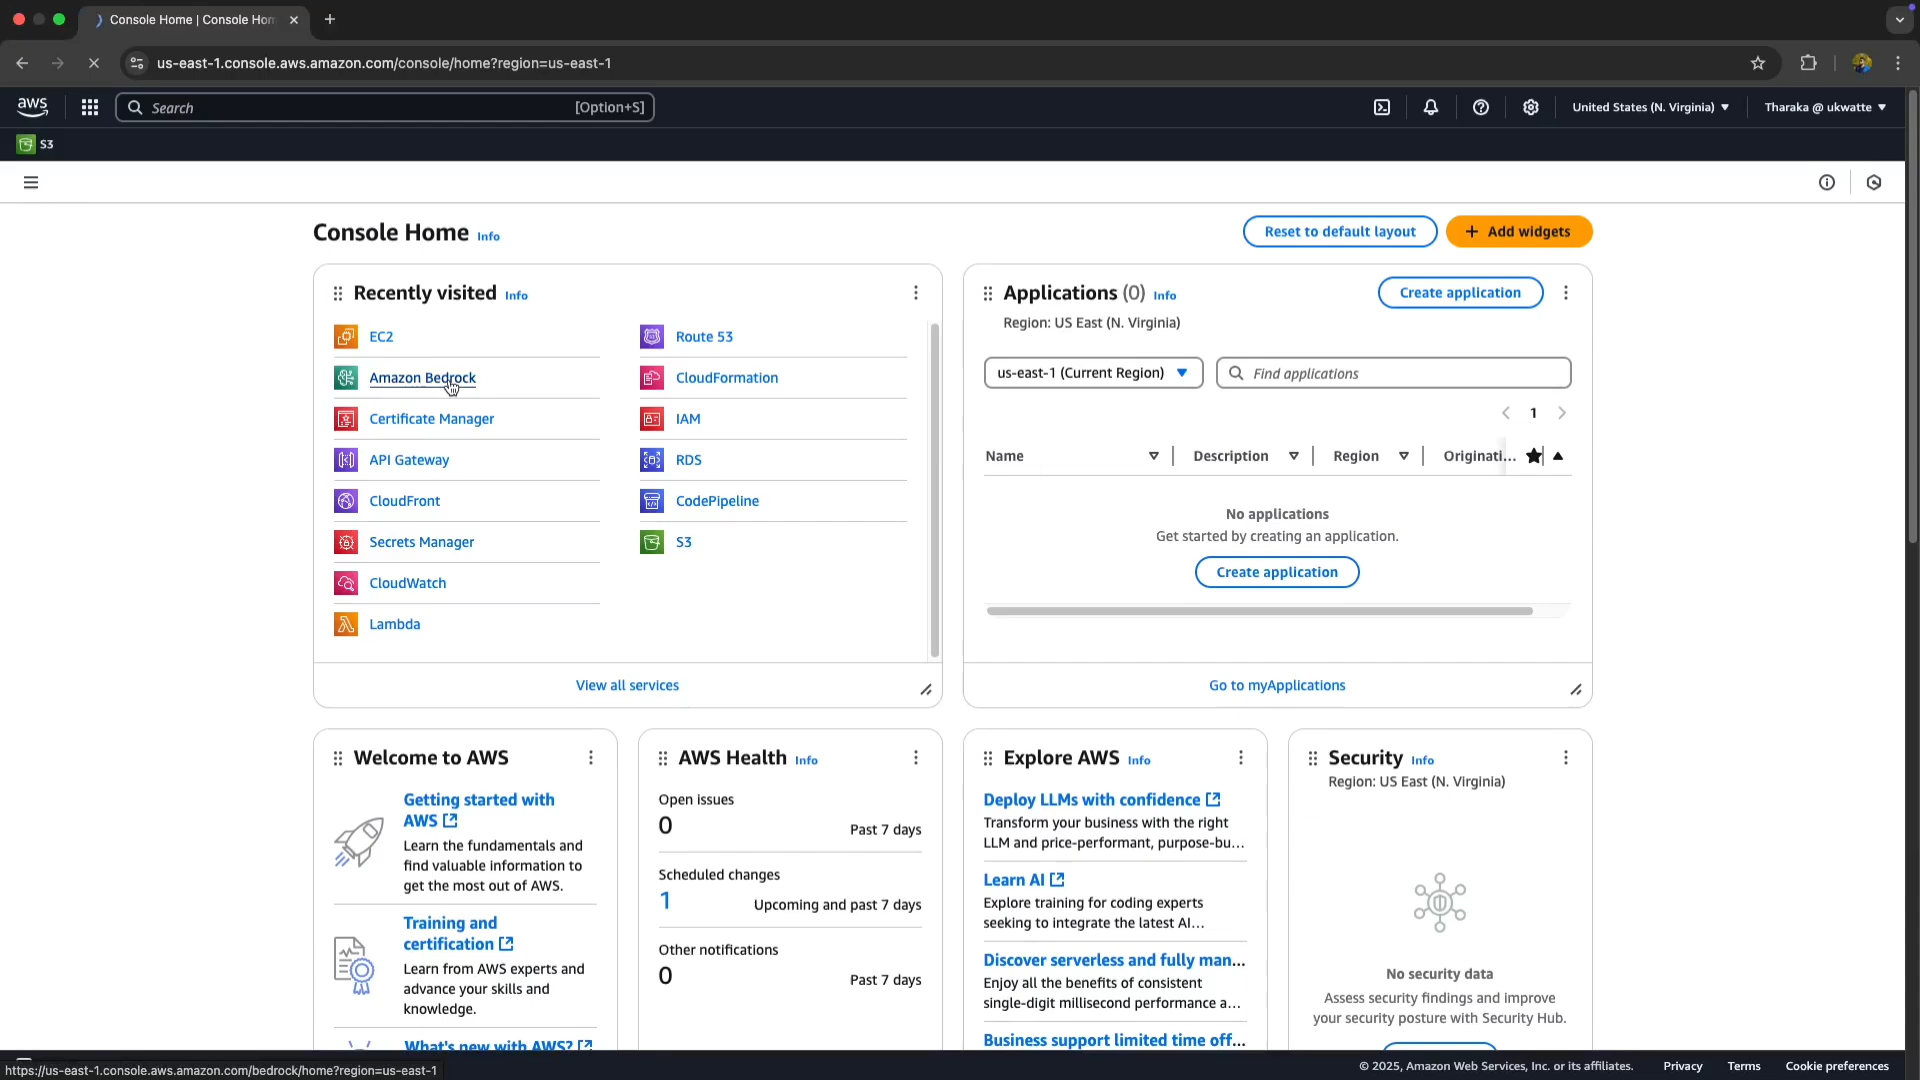 Console Home | Console Hom
us-east-1.console.aws.amazon.com/console/home?region=us-east-1
aws
Search
[Option+S]
United States (N. Virginia)
Tharaka @ ukwatte
S3
Console Home Info
Reset to default layout
+ Add widgets
Recently visited Info
EC2
Amazon Bedrock
Certificate Manager
API Gateway
CloudFront
Secrets Manager
CloudWatch
Lambda
Route 53
CloudFormation
IAM
RDS
CodePipeline
S3
View all services
Applications (0) Info
Create application
Region: US East (N. Virginia)
us-east-1 (Current Region)
Find applications
1
Name
Description
Region
Originati...
No applications
Get started by creating an application.
Create application
Go to myApplications
Welcome to AWS
Getting started with
AWS
Learn the fundamentals and
find valuable information to
get the most out of AWS.
Training and
certification
Learn from AWS experts and
advance your skills and
knowledge.
What's new with AWS?
AWS Health Info
Open issues
0
Past 7 days
Scheduled changes
1
Upcoming and past 7 days
Other notifications
0
Past 7 days
Explore AWS Info
Deploy LLMs with confidence
Transform your business with the right
LLM and price-performant, purpose-bu...
Learn AI
Explore training for coding experts
seeking to integrate the latest AI...
Discover serverless and fully man...
Enjoy all the benefits of consistent
single-digit millisecond performance a...
Business support limited time off...
Security Info
Region: US East (N. Virginia)
No security data
Assess security findings and improve
your security posture with Security Hub.
https://us-east-1.console.aws.amazon.com/bedrock/home?region=us-east-1
© 2025, Amazon Web Services, Inc. or its affiliates.
Privacy
Terms
Cookie preferences